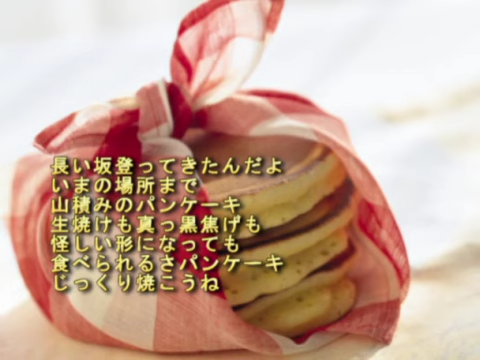 長い坂登ってきたんだよ
いまの場所まで
山積みのパンケーキ
生焼けも真っ黒焦げも
怪しい形になっても
食べられるさパンケーキ
じっくり焼こうね